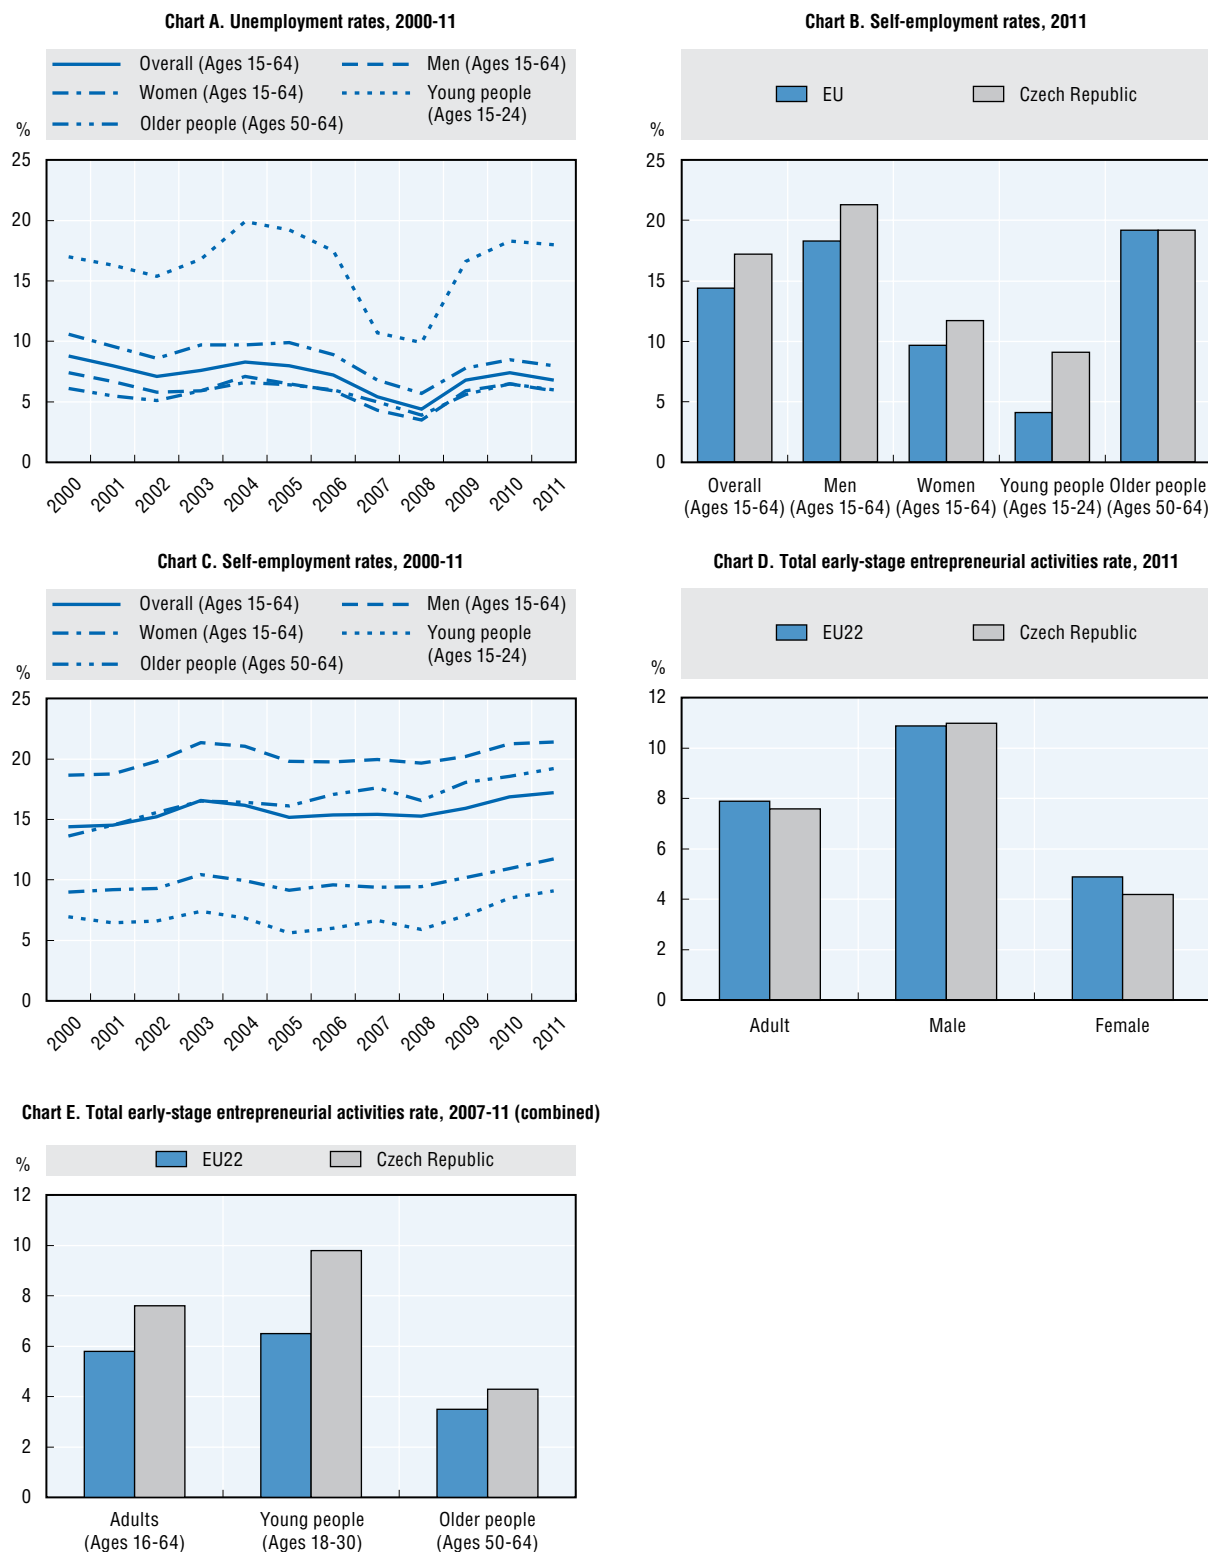 Chart A. Unemployment rates, 2000-11
Overall (Ages 15-64)
Men (Ages 15-64)
Women (Ages 15-64)
Young people
(Ages 15-24)
Older people (Ages 50-64)
%
25
20
15
10
5
0
2000
2001
2002
2003
2004
2005
2006
2007
2008
2009
2010
2011
Chart B. Self-employment rates, 2011
EU
Czech Republic
%
25
20
15
10
5
0
Overall
(Ages 15-64)
Men
(Ages 15-64)
Women
(Ages 15-64)
Young people
(Ages 15-24)
Older people
(Ages 50-64)
Chart C. Self-employment rates, 2000-11
Overall (Ages 15-64)
Men (Ages 15-64)
Women (Ages 15-64)
Young people
(Ages 15-24)
Older people (Ages 50-64)
%
25
20
15
10
5
0
2000
2001
2002
2003
2004
2005
2006
2007
2008
2009
2010
2011
Chart D. Total early-stage entrepreneurial activities rate, 2011
EU22
Czech Republic
%
12
10
8
6
4
2
0
Adult
Male
Female
Chart E. Total early-stage entrepreneurial activities rate, 2007-11 (combined)
EU22
Czech Republic
%
12
10
8
6
4
2
0
Adults
(Ages 16-64)
Young people
(Ages 18-30)
Older people
(Ages 50-64)